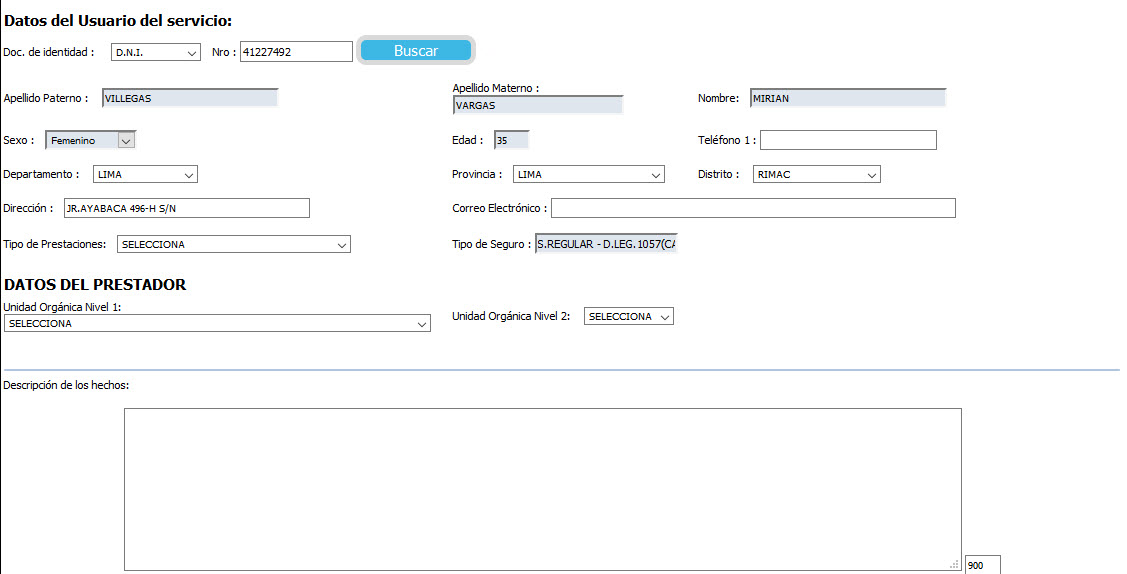 Datos del Usuario del servicio:
Doc. de identidad : D.N.I. Nro : 41227492 Buscar
Apellido Paterno : VILLEGAS Apellido Materno : VARGAS Nombre: MIRIAN
Sexo : Femenino Edad : 35 Teléfono 1 :
Departamento : LIMA Provincia : LIMA Distrito : RIMAC
Dirección : JR.AYABACA 496-H S/N Correo Electrónico :
Tipo de Prestaciones: SELECCIONA Tipo de Seguro : S.REGULAR - D.LEG. 1057(CA
DATOS DEL PRESTADOR
Unidad Orgánica Nivel 1:
SELECCIONA Unidad Orgánica Nivel 2: SELECCIONA
Descripción de los hechos:
900